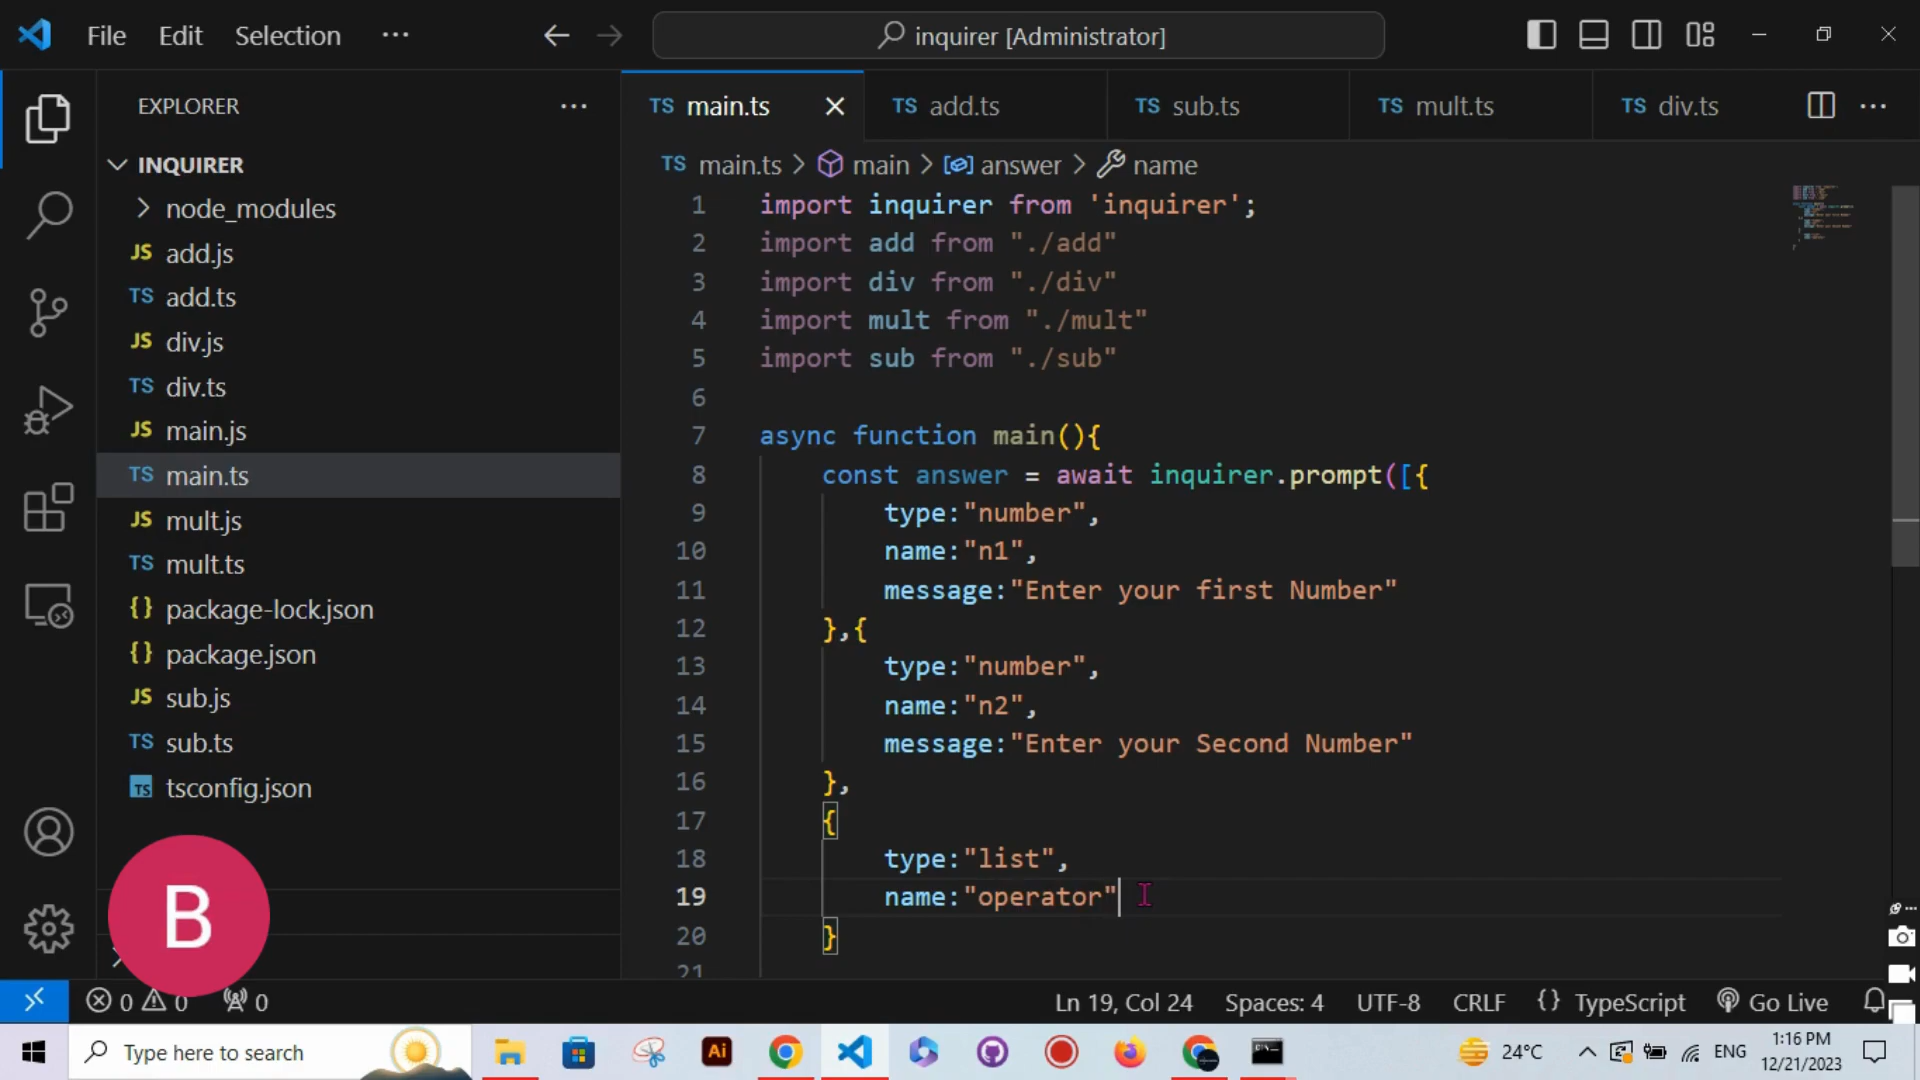 File Edit Selection ···
inquirer [Administrator]
EXPLORER ···
INQUIRER
node_modules
JS add.js
TS add.ts
JS div.js
TS div.ts
JS main.js
TS main.ts
JS mult.js
TS mult.ts
{} package-lock.json
{} package.json
JS sub.js
TS sub.ts
TS tsconfig.json
B
TS main.ts
TS add.ts
TS sub.ts
TS mult.ts
TS div.ts
TS main.ts > main > answer > name
1 import inquirer from 'inquirer';
2 import add from "./add"
3 import div from "./div"
4 import mult from "./mult"
5 import sub from "./sub"
6
7 async function main(){
8 const answer = await inquirer.prompt([{
9 type:"number",
10 name:"n1",
11 message:"Enter your first Number"
12 },{
13 type:"number",
14 name:"n2",
15 message:"Enter your Second Number"
16 },
17 {
18 type:"list",
19 name:"operator"
20 }
21
0 0 0
Ln 19, Col 24 Spaces: 4 UTF-8 CRLF {} TypeScript Go Live
Type here to search
Ai
24°C
ENG
1:16 PM
12/21/2023